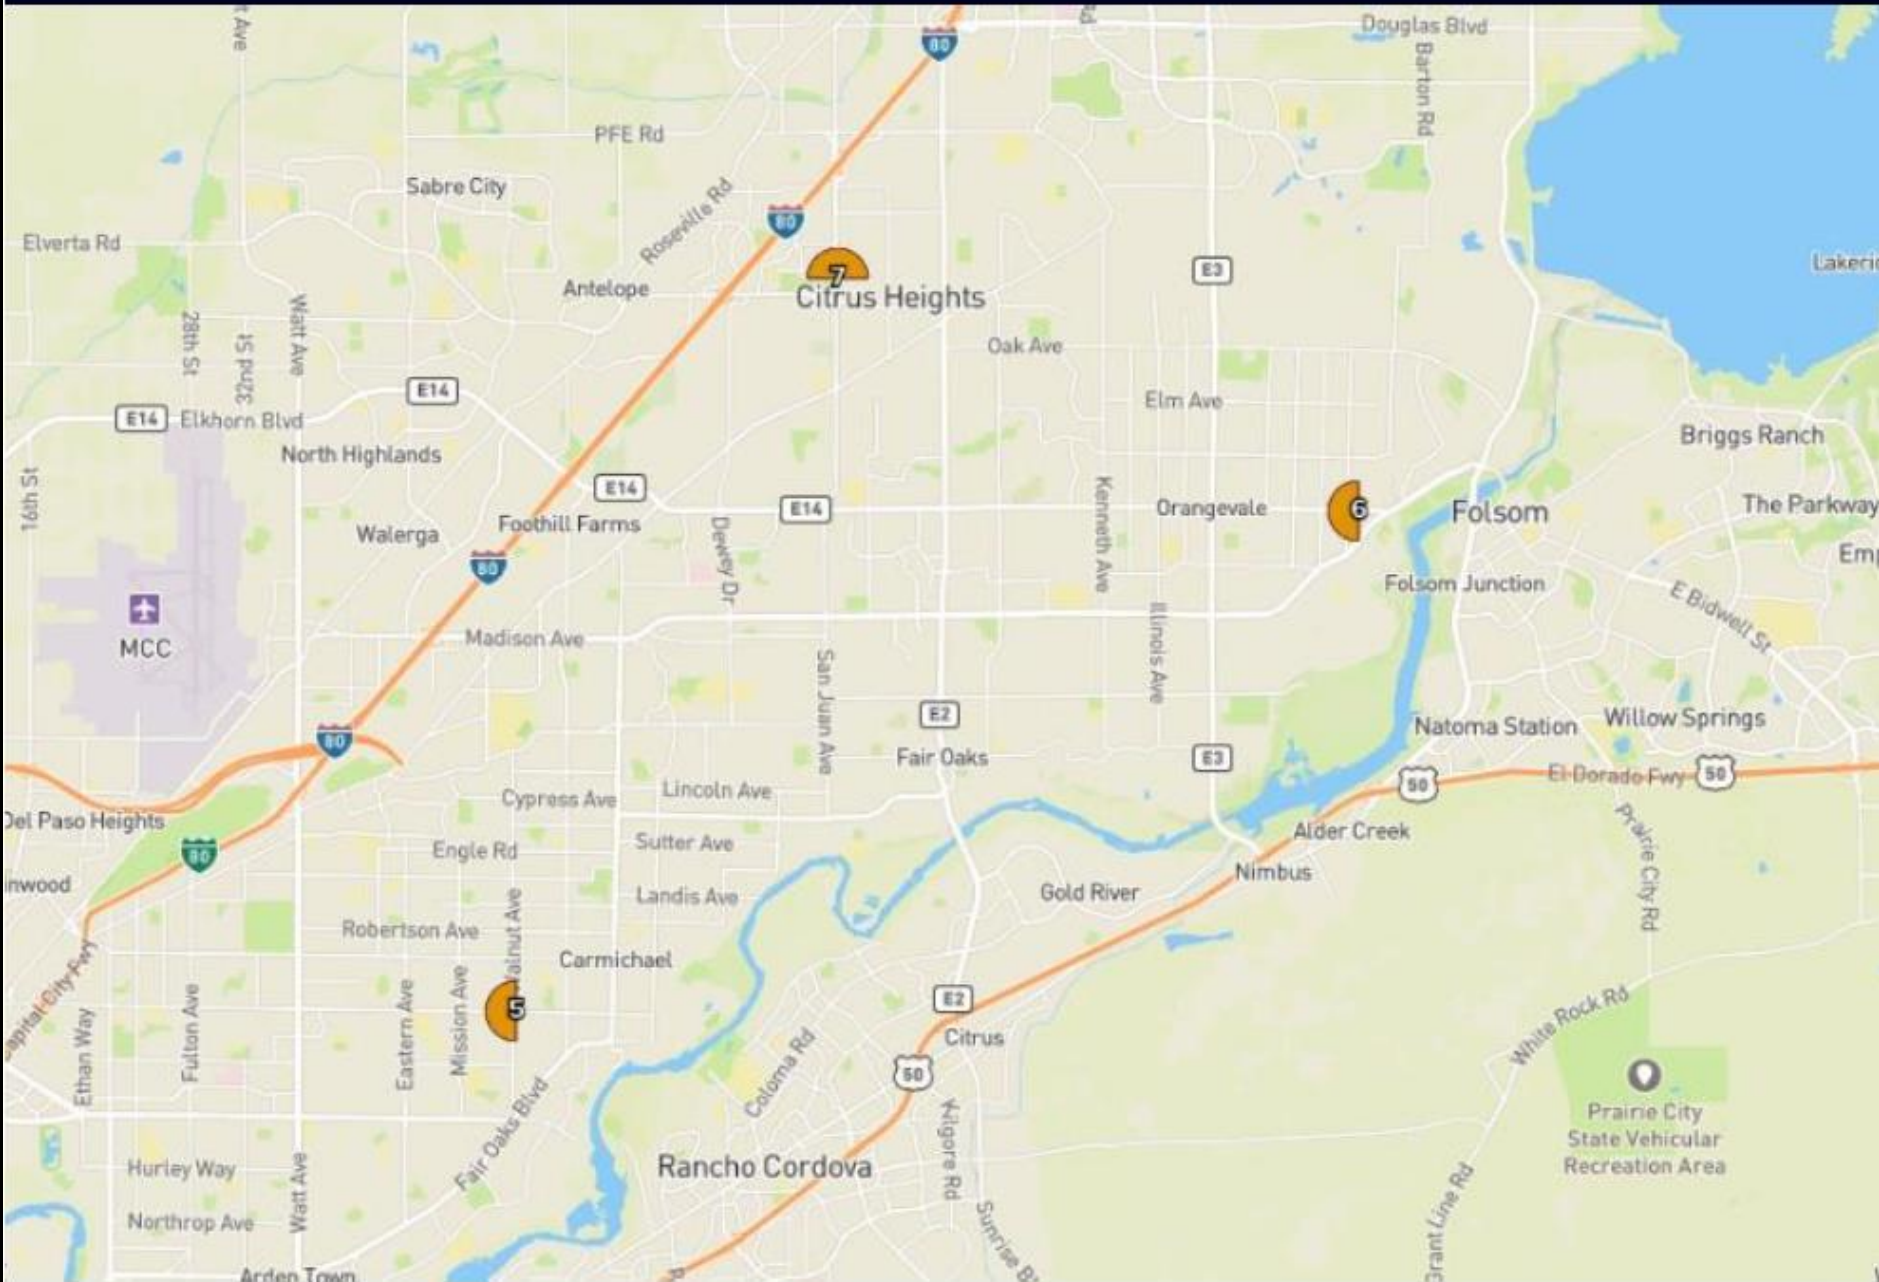 80
Douglas Blvd
Barton Rd
PFE Rd
Sabre City
Roseville Rd
80
Elverta Rd
7
Citrus Heights
E3
Lakeri
Antelope
Watt Ave
28th St
32nd St
Oak Ave
E14
Elm Ave
E14
Elkhorn Blvd
Briggs Ranch
North Highlands
16th St
E14
E14
Kenneth Ave
Orangevale
6
Folsom
The Parkway
Walerga
Foothill Farms
Dewey Dr
Emp
80
Folsom Junction
E Bidwell St
MCC
Madison Ave
Illinois Ave
San Juan Ave
E2
Natoma Station
Willow Springs
80
Fair Oaks
E3
50
El Dorado Fwy
50
Cypress Ave
Lincoln Ave
Del Paso Heights
Prairie City Rd
Alder Creek
80
Engle Rd
Sutter Ave
Nimbus
nwood
Landis Ave
Gold River
Walnut Ave
Robertson Ave
Carmichael
Capital City Fwy
5
E2
White Rock Rd
Ethan Way
Fulton Ave
Eastern Ave
Mission Ave
Citrus
Coloma Rd
50
Prairie City
State Vehicular
Recreation Area
Kilgore Rd
Fair Oaks Blvd
Hurley Way
Rancho Cordova
Watt Ave
Grant Line Rd
Northrop Ave
Sunrise B
Arden Town